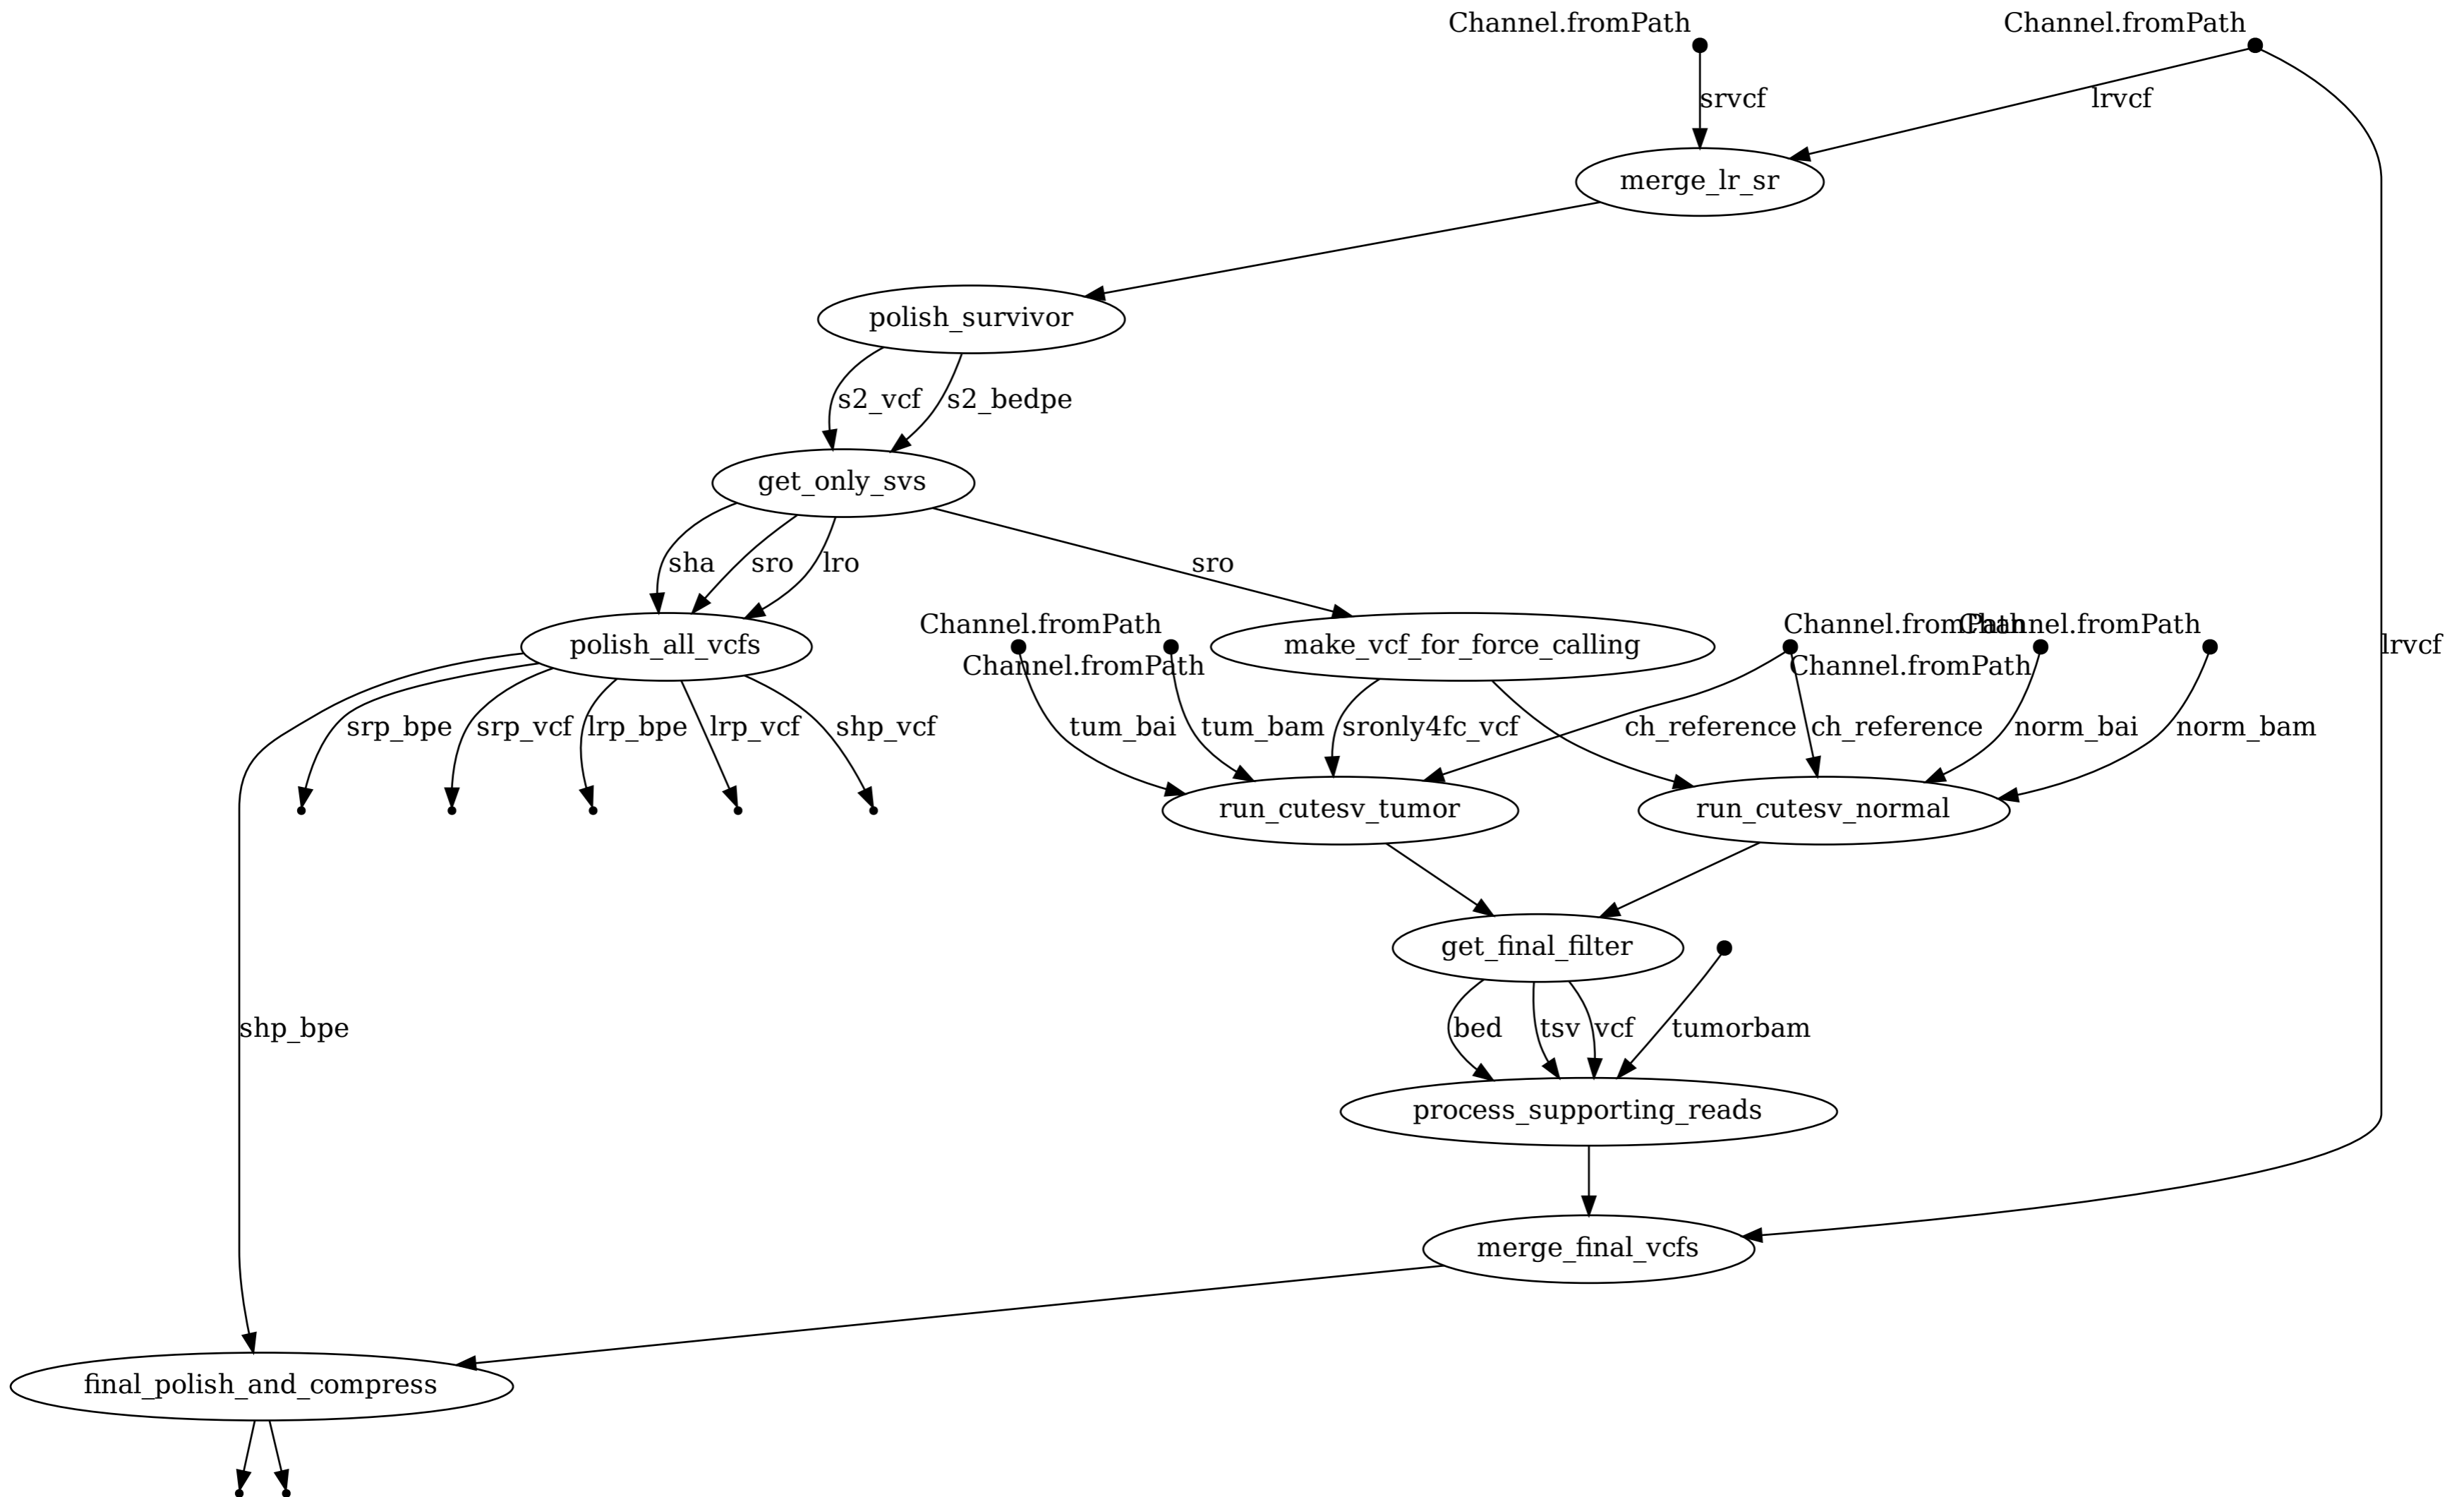 Channel.fromPath
Channel.fromPath
srvcf
lrvcf
merge_lr_sr
polish_survivor
s2_vcf
s2_bedpe
get_only_svs
sha
sro
lro
sro
Channel.fromPath
Channel.fromPath
Channel.fromPath
polish_all_vcfs
make_vcf_for_force_calling
lrvcf
Channel.fromPath
Channel.fromPath
srp_bpe
srp_vcf
lrp_bpe
lrp_vcf
shp_vcf
tum_bai
tum_bam
sronly4fc_vcf
ch_reference
ch_reference
norm_bai
norm_bam
run_cutesv_tumor
run_cutesv_normal
get_final_filter
shp_bpe
bed
tsv
vcf
tumorbam
process_supporting_reads
merge_final_vcfs
final_polish_and_compress